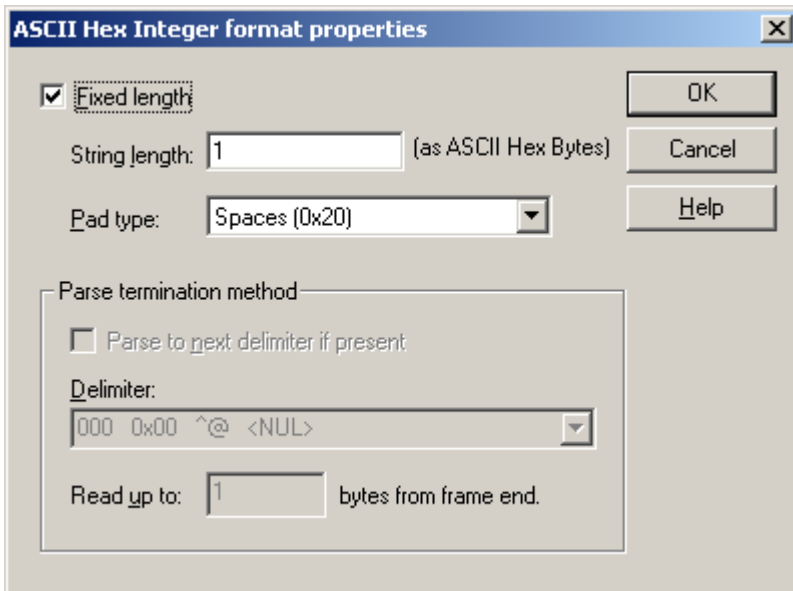 ASCII Hex Integer format properties
Fixed length
OK
String length: 1 (as ASCII Hex Bytes)
Cancel
Pad type: Spaces (0x20)
Help
Parse termination method
Parse to next delimiter if present
Delimiter:
000 0x00 ^@ <NUL>
Read up to: 1 bytes from frame end.